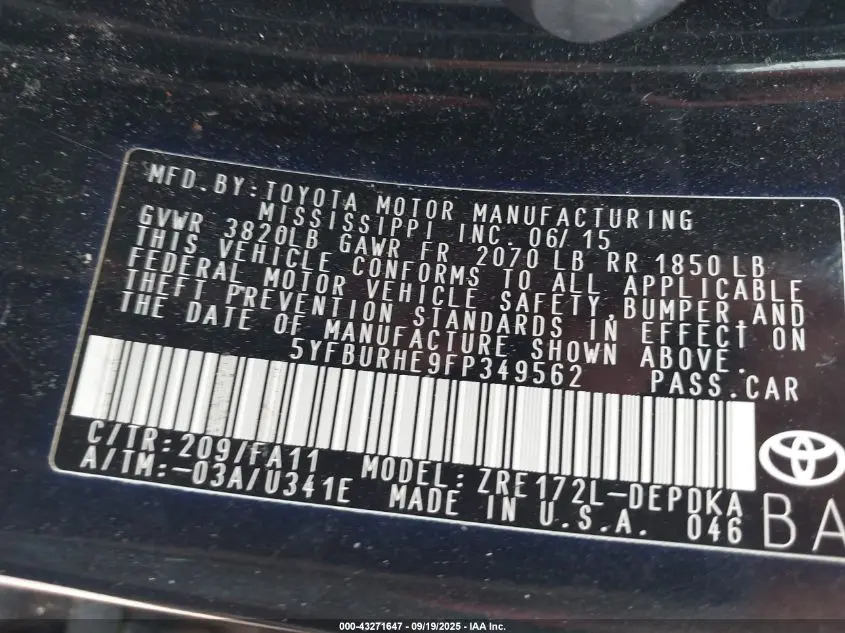 MFD.BY:TOYOTA MOTOR MANUFACTURING
MISSISSIPPI INC. 06/15
GVWR 3820LB GAWR FR 2070 LB RR 1850 LB
THIS VEHICLE CONFORMS TO ALL APPLICABLE
FEDERAL MOTOR VEHICLE SAFETY,BUMPER,AND
THEFT PREVENTION STANDARDS IN EFFECT ON
THE DATE OF MANUFACTURE SHOWN ABOVE.
5YFBURHE9FP349562 PASS.CAR
C/TR:209/FA11 MODEL:ZRE172L-DEPDKA
A/TM:-03A/U341E MADE IN U.S.A. 046
TOYOTA
BA
000-43271647 - 09/19/2025 - IAA Inc.